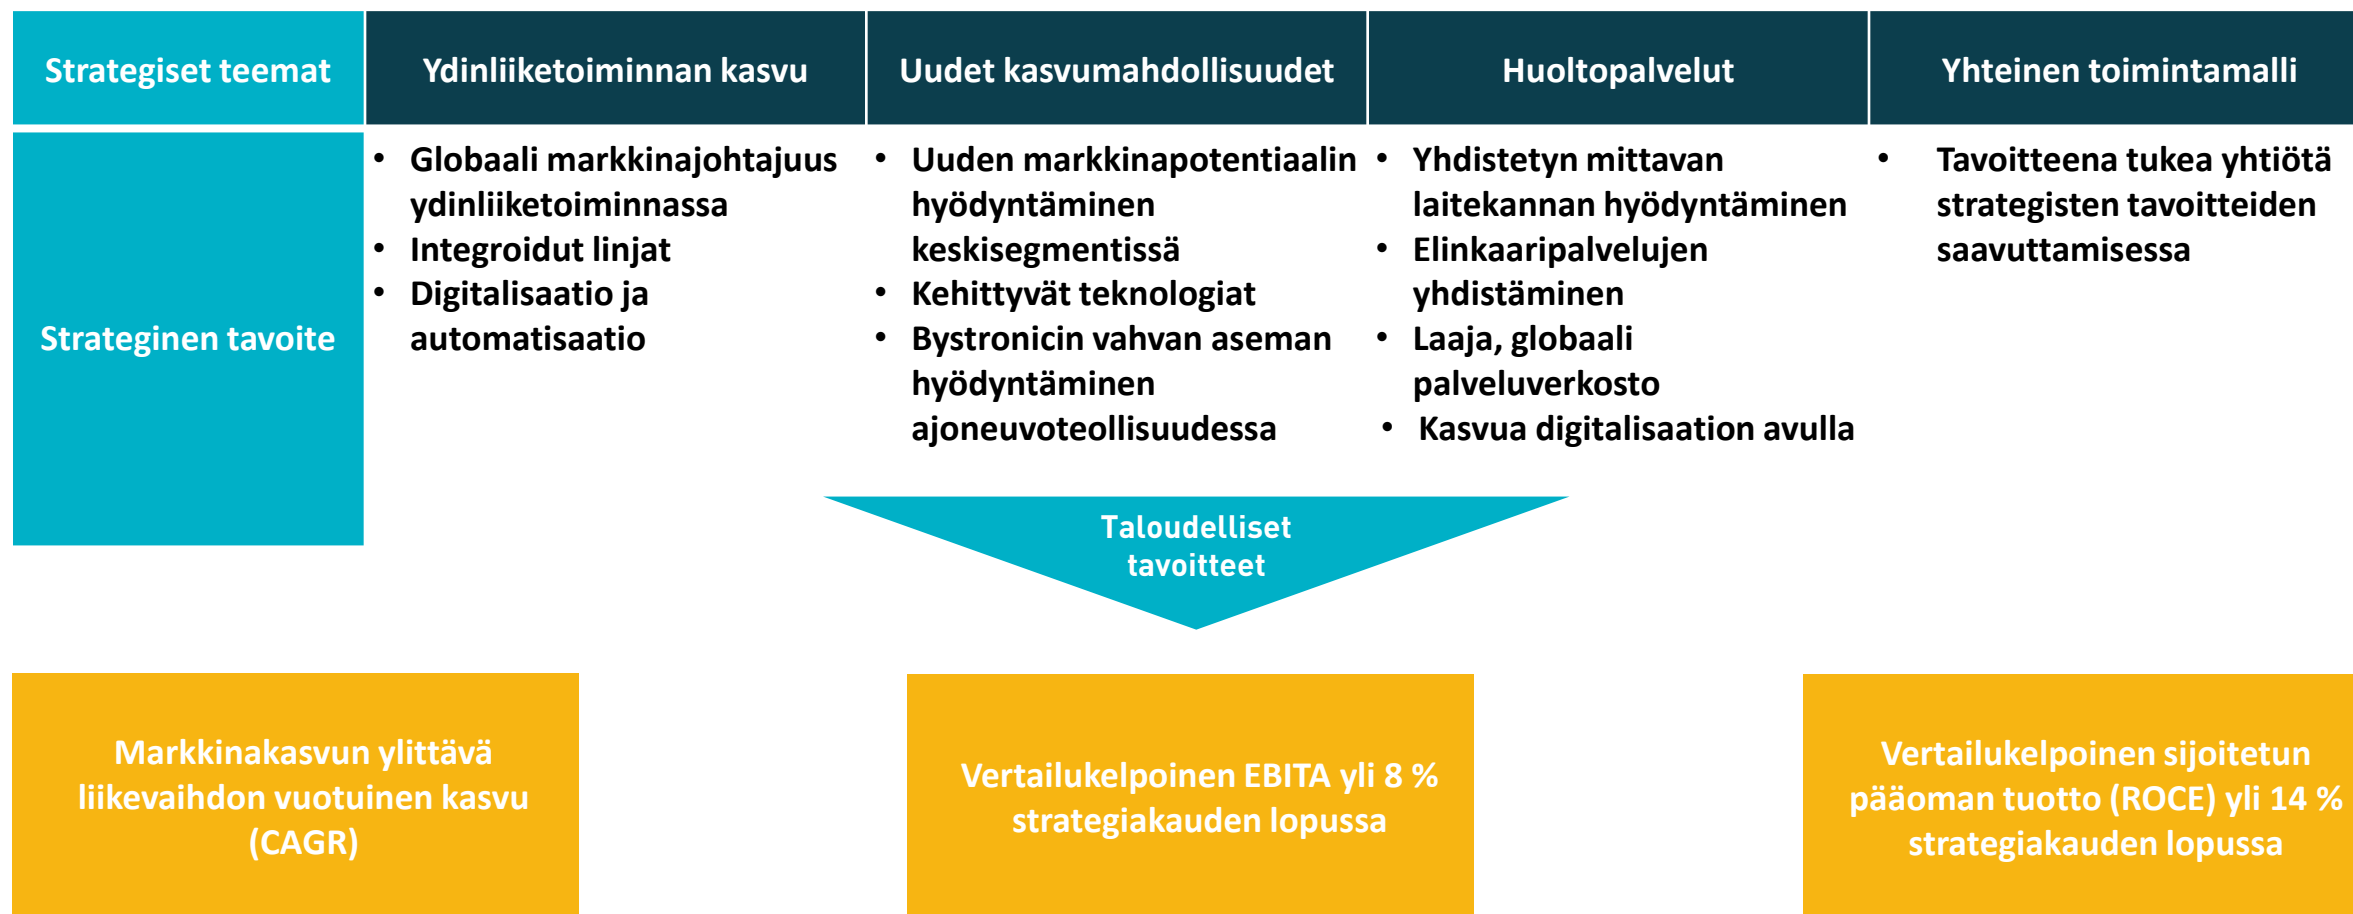 Strategiset teemat
Ydinliiketoiminnan kasvu
Uudet kasvumahdollisuudet
Huoltopalvelut
Yhteinen toimintamalli
Strateginen tavoite
• Globaali markkinajohtajuus
ydinliiketoiminnassa
• Integroidut linjat
• Digitalisaatio ja
automatisaatio
• Uuden markkinapotentiaalin
hyödyntäminen
keskisegmentissä
• Kehittyvät teknologiat
• Bystronicin vahvan aseman
hyödyntäminen
ajoneuvoteollisuudessa
• Yhdistetyn mittavan
laitekannan hyödyntäminen
• Elinkaaripalvelujen
yhdistäminen
• Laaja, globaali
palveluverkosto
• Kasvua digitalisaation avulla
• Tavoitteena tukea yhtiötä
strategisten tavoitteiden
saavuttamisessa
Taloudelliset
tavoitteet
Markkinakasvun ylittävä
liikevaihdon vuotuinen kasvu
(CAGR)
Vertailukelpoinen EBITA yli 8 %
strategiakauden lopussa
Vertailukelpoinen sijoitetun
pääoman tuotto (ROCE) yli 14 %
strategiakauden lopussa